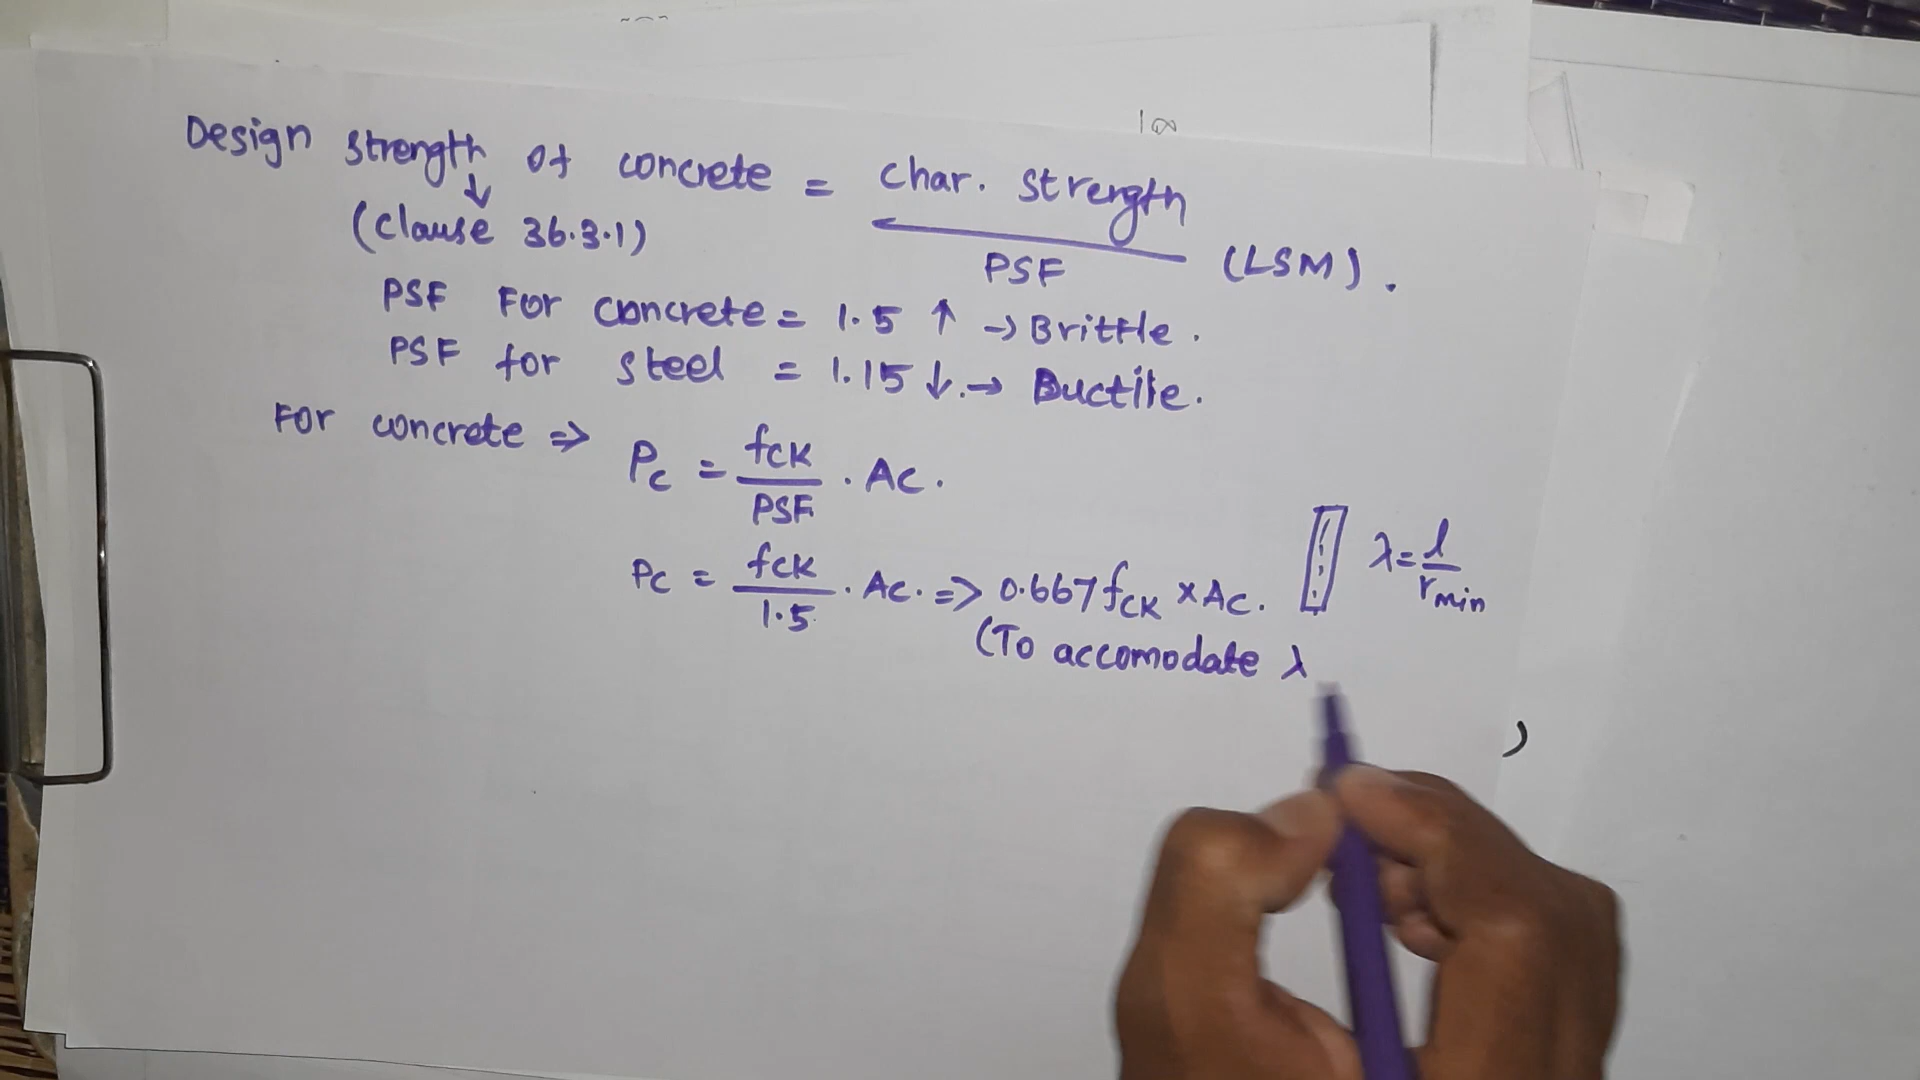 Design strength of concrete = char. strength / PSF (LSM).
↓
(clause 36.3.1)
PSF For concrete = 1.5 ↑ → Brittle.
PSF for steel = 1.15 ↓. → Ductile.
For concrete ⇒ Pc = fck / PSF . Ac.
Pc = fck / 1.5 . Ac. ⇒ 0.667 fck × Ac.
λ = l / rmin
(To accomodate λ
)